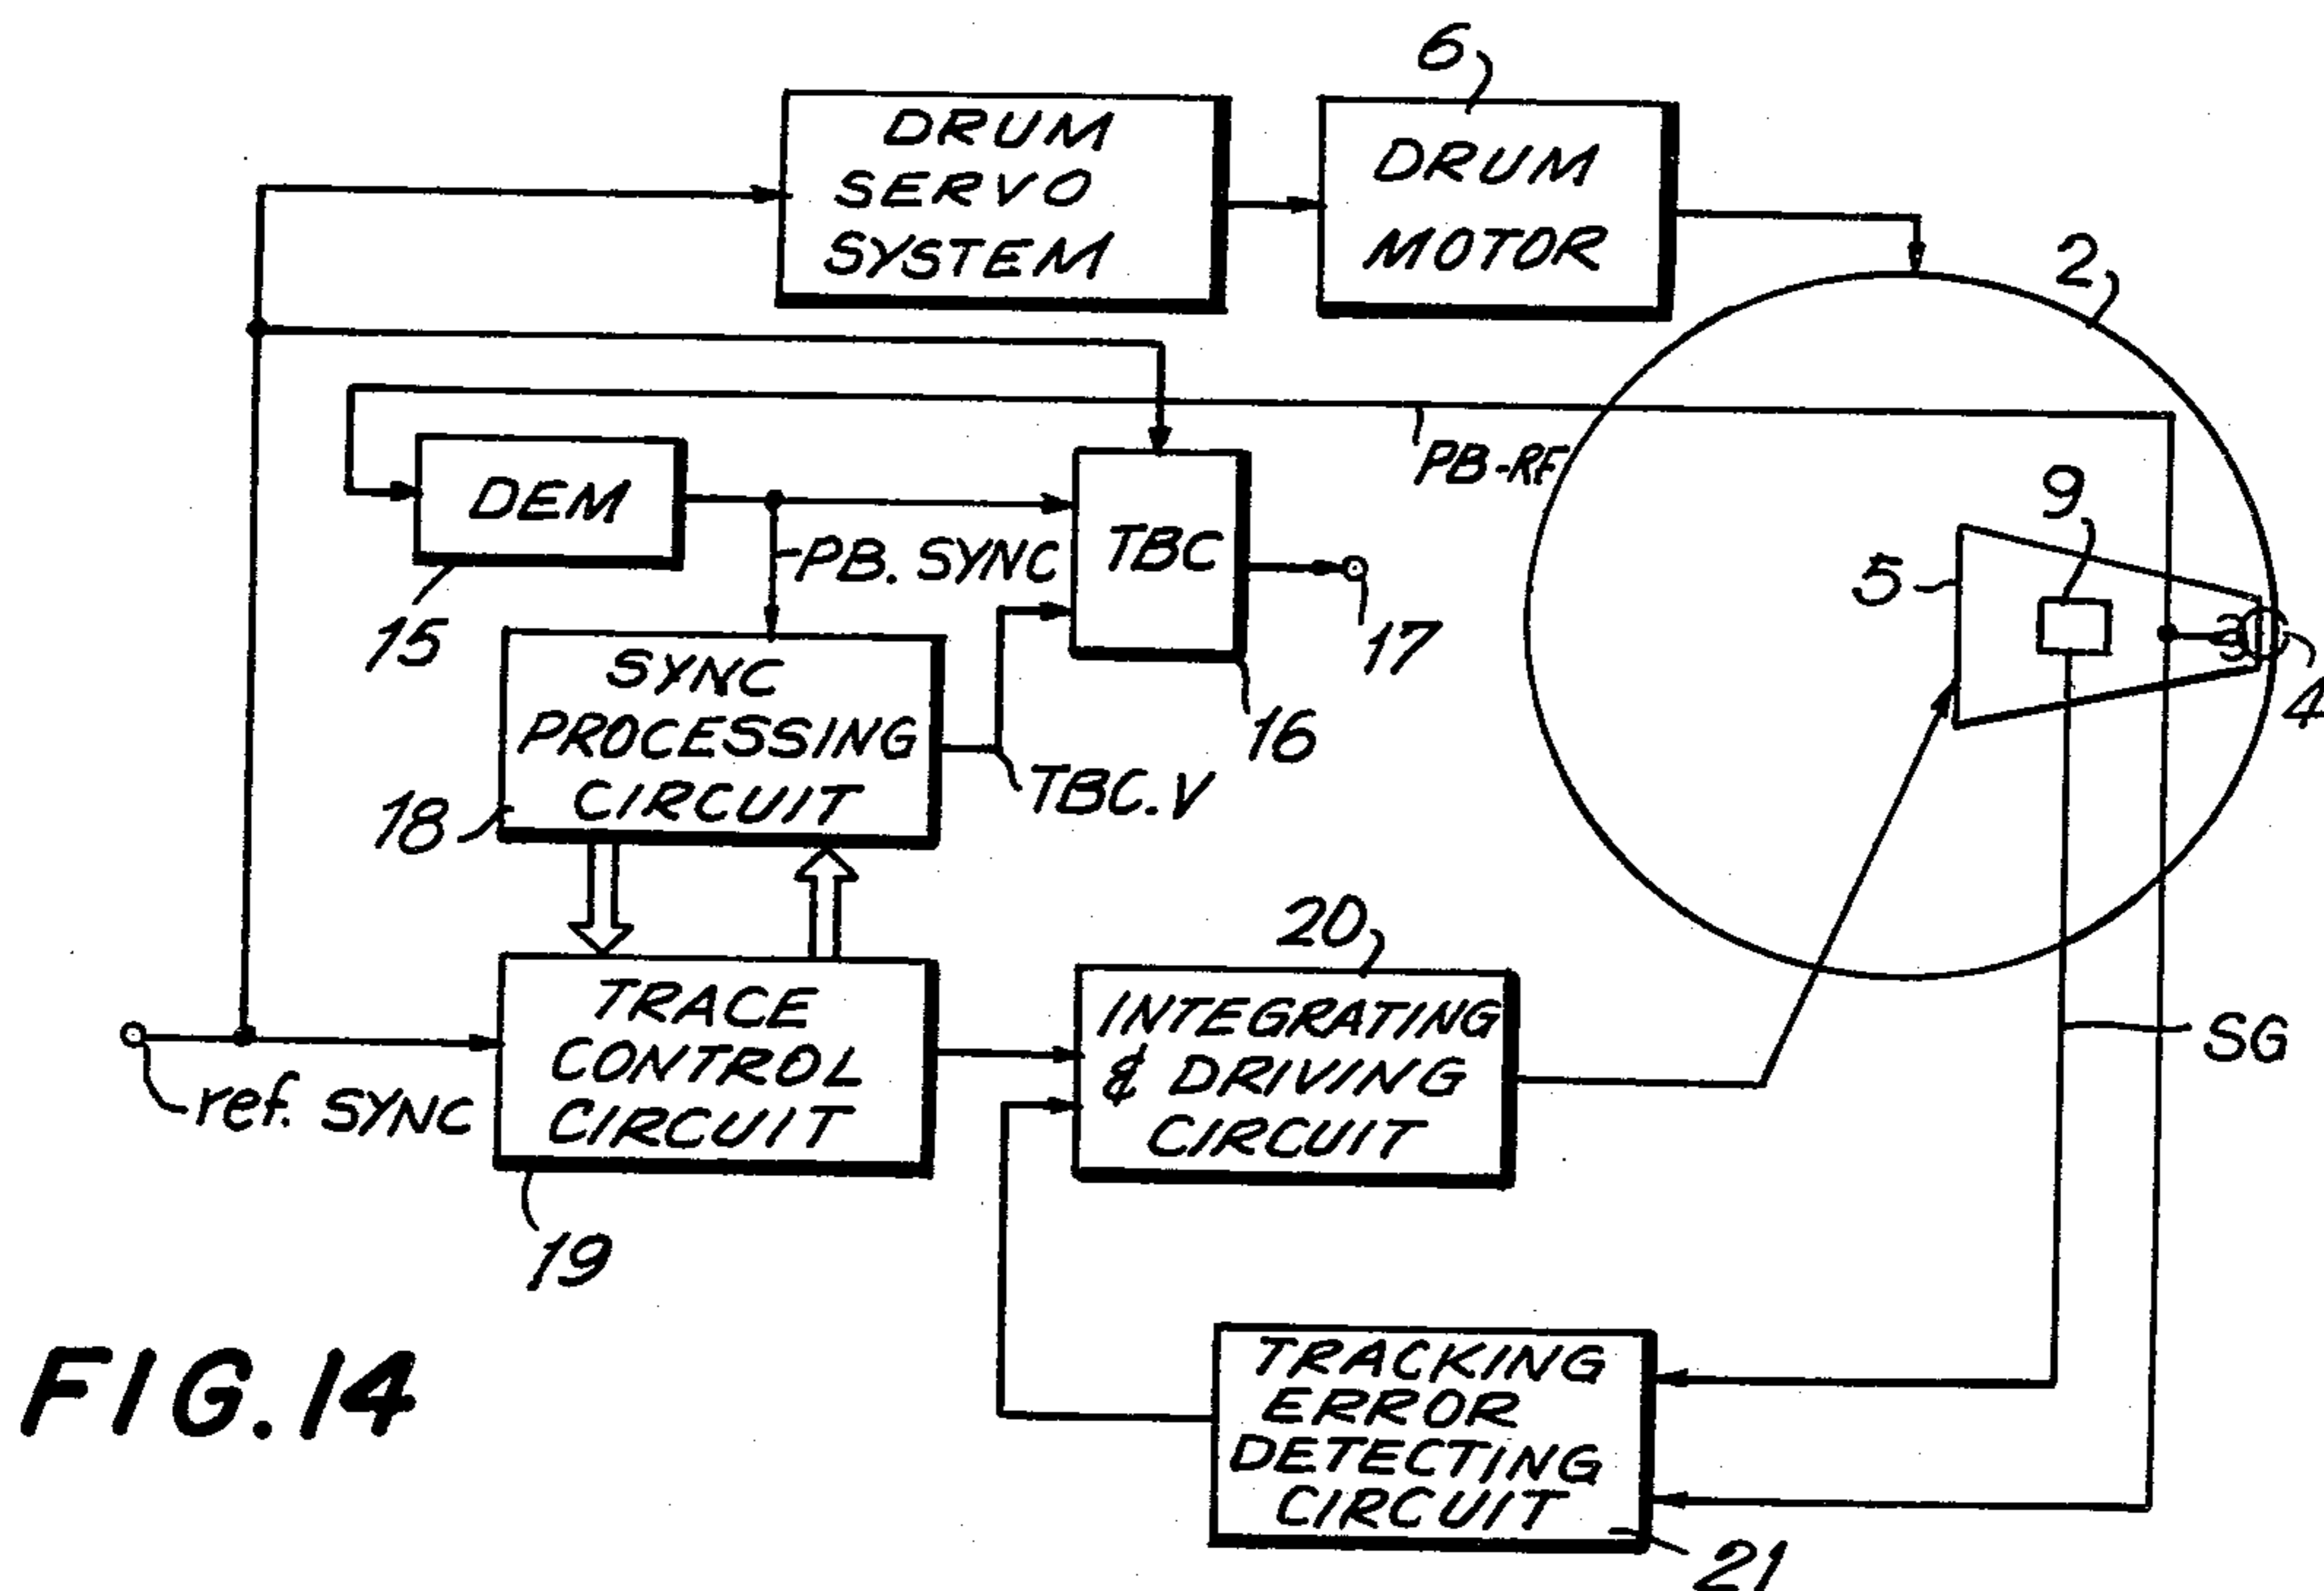 6
DRUM
SERVO
SYSTEM
DRUM
MOTOR
2
PB-RF
DEM
9
TBC
PB. SYNC
5
15
17
SYNC
PROCESSING
CIRCUIT
4
16
TBC.V
18
20
TRACE
CONTROL
CIRCUIT
INTEGRATING
& DRIVING
CIRCUIT
SG
ref. SYNC
19
TRACKING
ERROR
DETECTING
CIRCUIT
FIG. 14
21